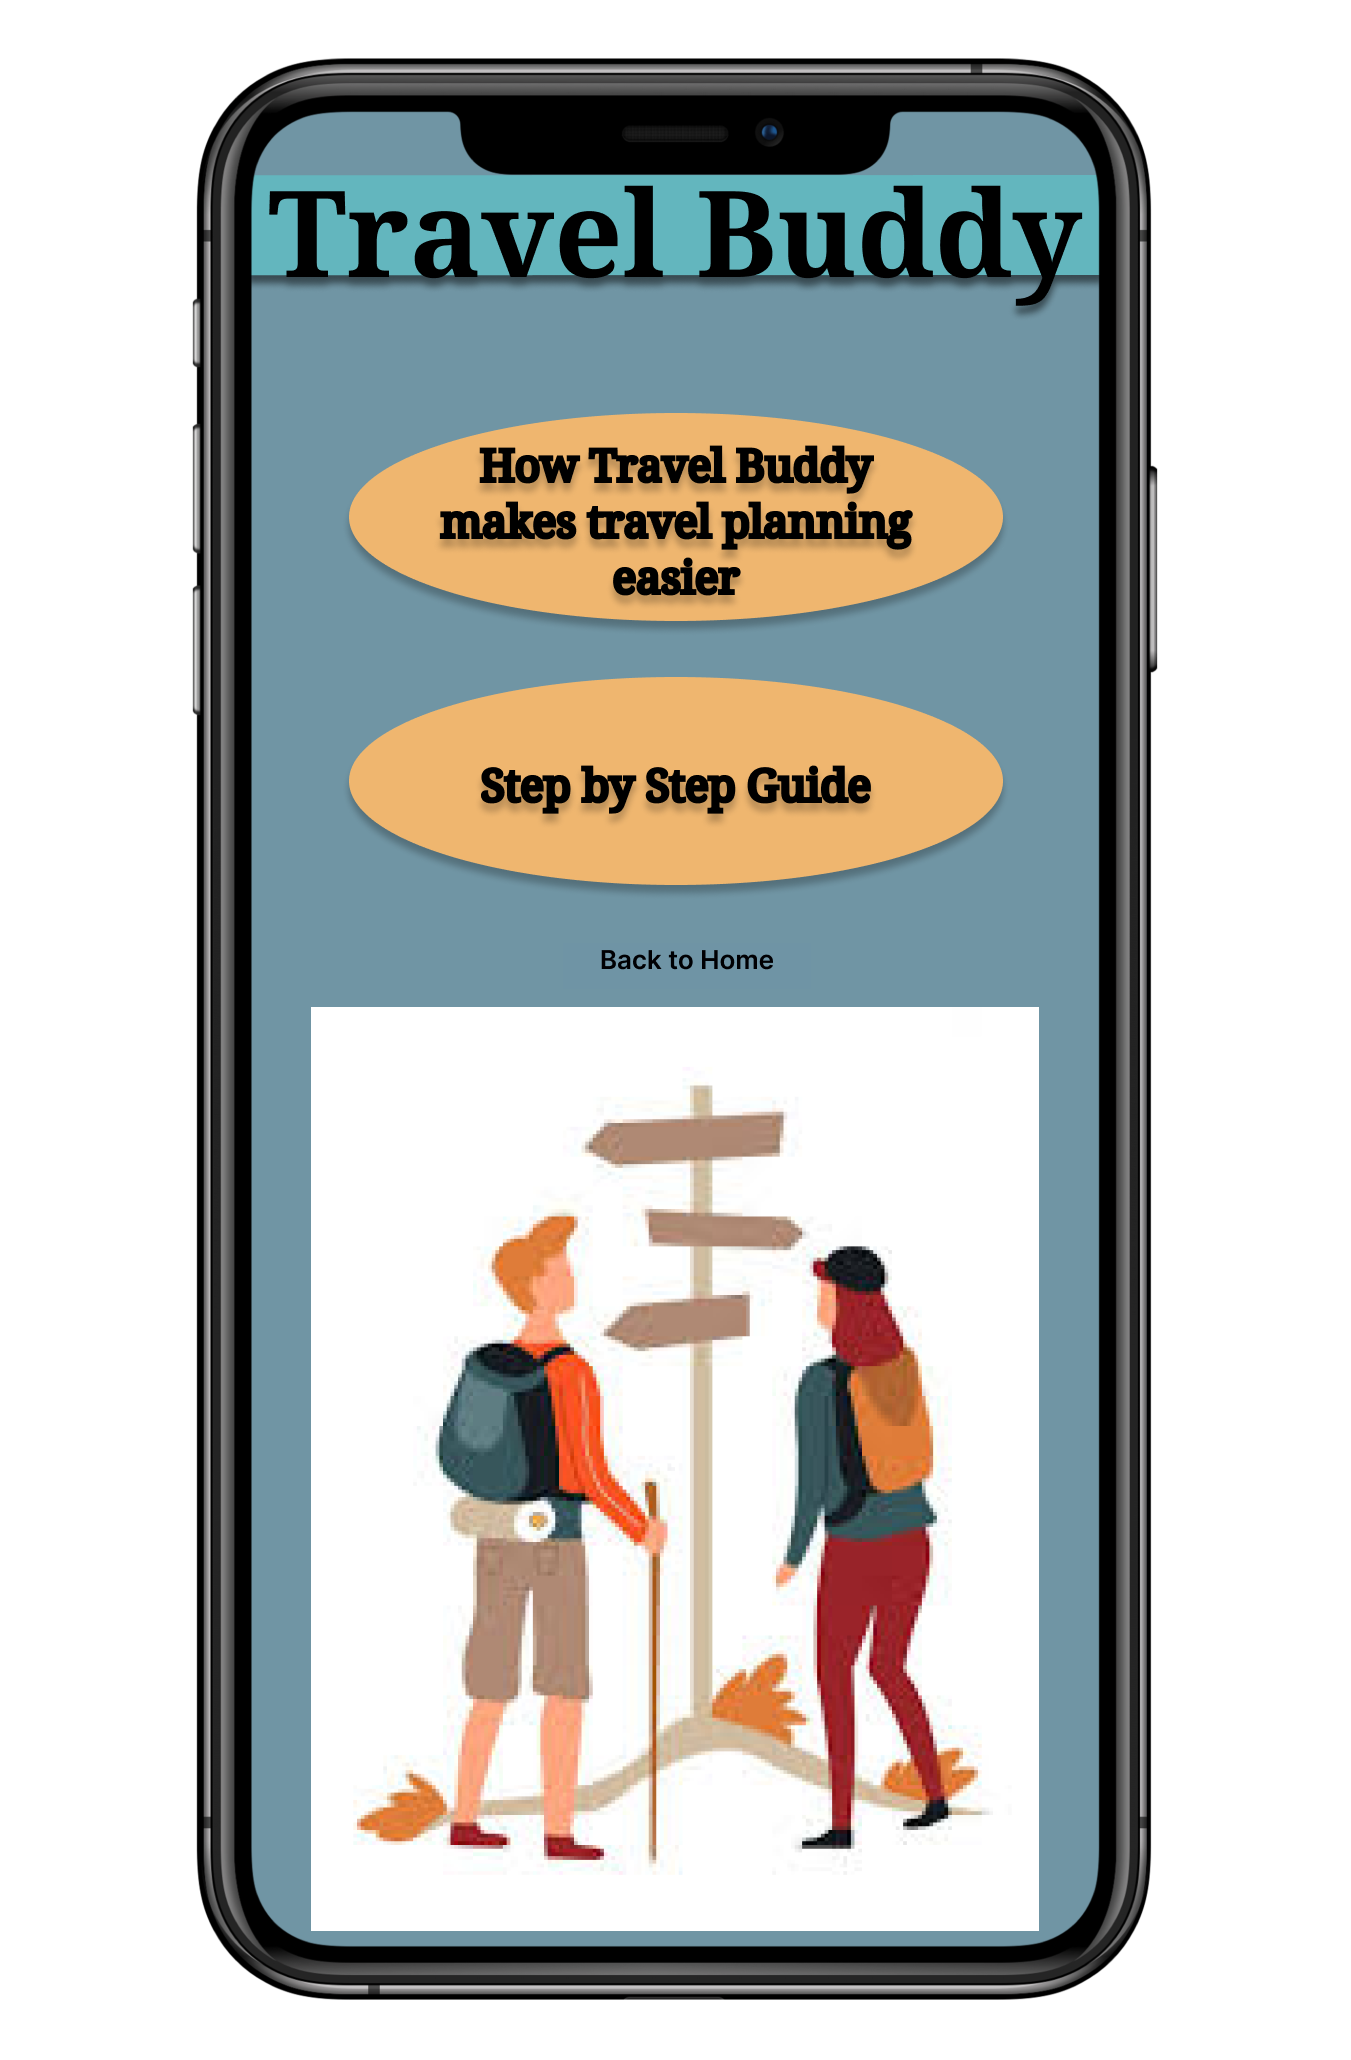 Travel Buddy
How Travel Buddy
makes travel planning
easier
Step by Step Guide
Back to Home